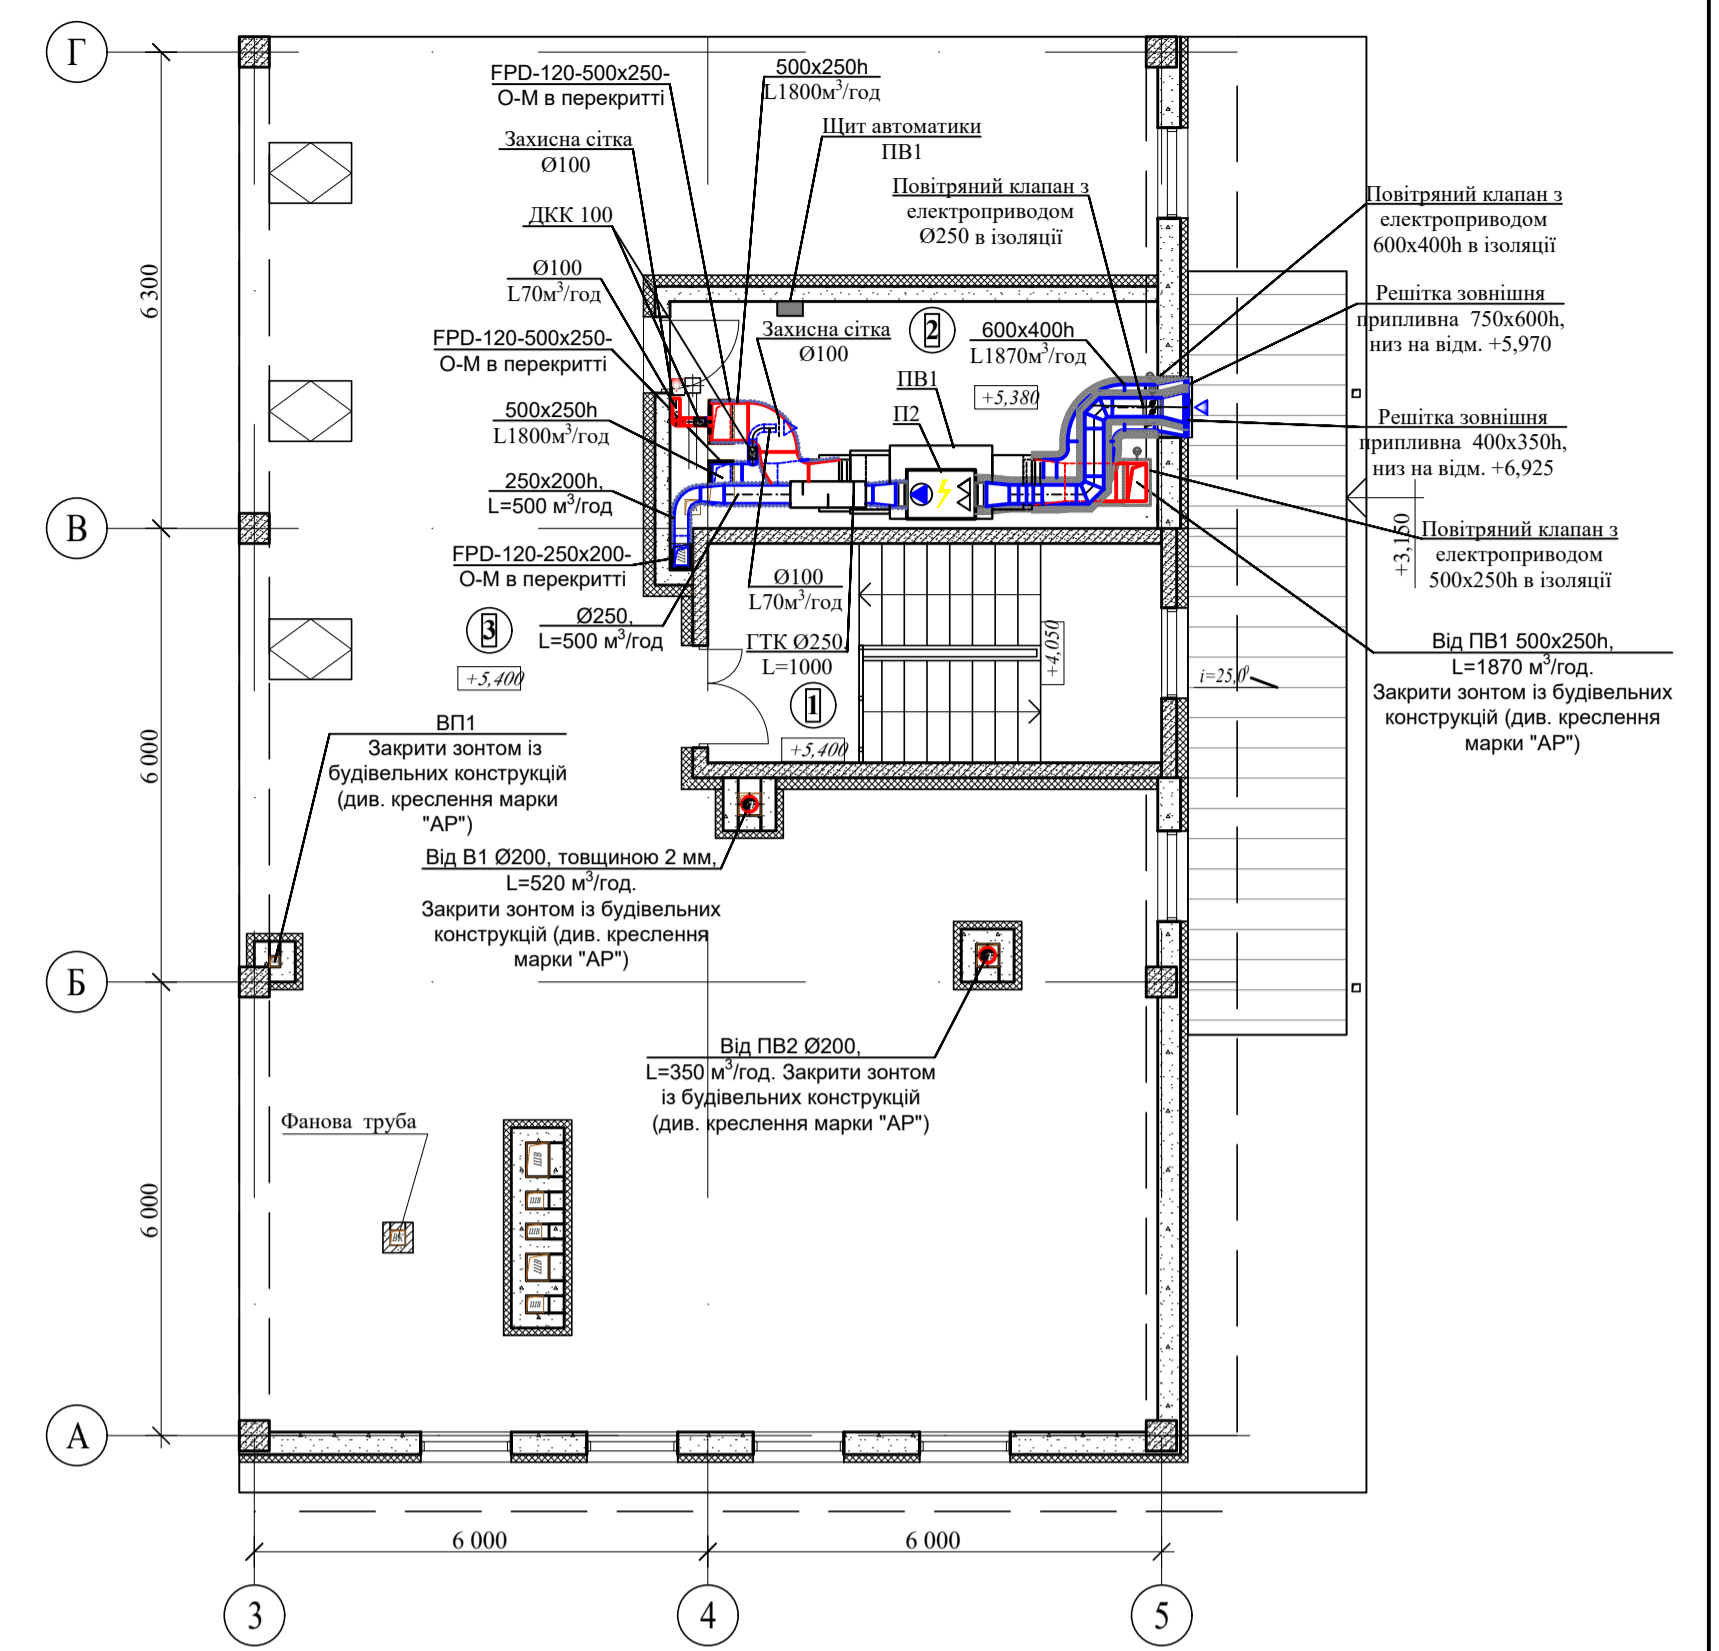 Г
В
Б
А
6 300
6 000
6 000
FPD-120-500x250-
О-М в перекритті
500x250h
L1800м³/год
Захисна сітка
Ø100
Щит автоматики
ПВ1
ДКК 100
Повітряний клапан з
електроприводом
Ø250 в ізоляції
Повітряний клапан з
електроприводом
600x400h в ізоляції
Ø100
L70м³/год
Решітка зовнішня
припливна 750x600h,
низ на відм. +5,970
FPD-120-500x250-
О-М в перекритті
Захисна сітка
Ø100
2
600x400h
L1870м³/год
ПВ1
+5,380
П2
500x250h
L1800м³/год
Решітка зовнішня
припливна 400x350h,
низ на відм. +6,925
250x200h,
L=500 м³/год
FPD-120-250x200-
О-М в перекритті
+3,150
Повітряний клапан з
електроприводом
500x250h в ізоляції
Ø100
L70м³/год
3
Ø250,
L=500 м³/год
ГТК Ø250,
L=1000
+4,050
+5,400
1
+5,400
i=25,0⁰
Від ПВ1 500x250h,
L=1870 м³/год.
Закрити зонтом із будівельних
конструкцій (див. креслення
марки "АР")
ВП1
Закрити зонтом із
будівельних конструкцій
(див. креслення марки
"АР")
Від В1 Ø200, товщиною 2 мм,
L=520 м³/год.
Закрити зонтом із будівельних
конструкцій (див. креслення
марки "АР")
Від ПВ2 Ø200,
L=350 м³/год. Закрити зонтом
із будівельних конструкцій
(див. креслення марки "АР")
Фанова труба
ВК
ШВ
ШВ
ШВ
ШВ
ШВ
6 000
6 000
3
4
5